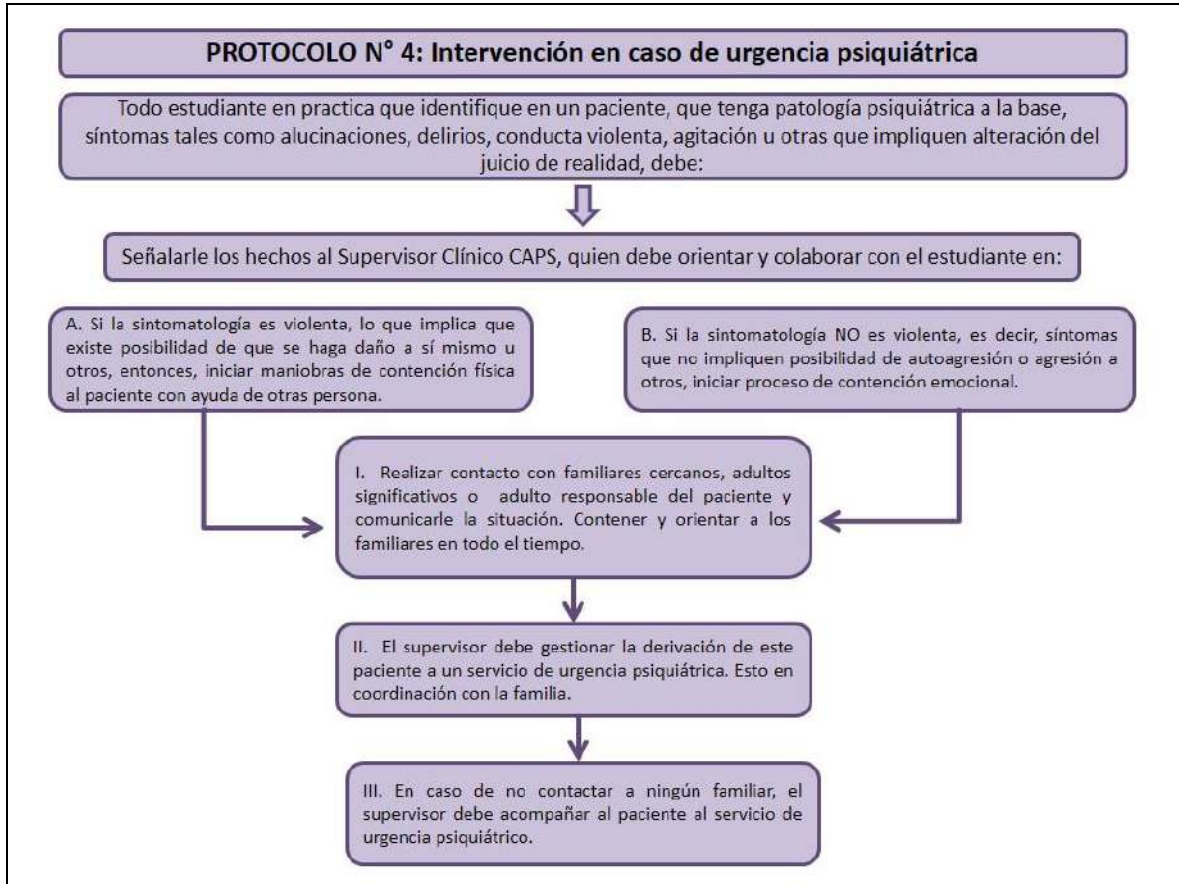 PROTOCOLO N° 4: Intervención en caso de urgencia psiquiátrica
Todo estudiante en practica que identifique en un paciente, que tenga patología psiquiátrica a la base,
síntomas tales como alucinaciones, delirios, conducta violenta, agitación u otras que impliquen alteración del
juicio de realidad, debe:
Señalarle los hechos al Supervisor Clínico CAPS, quien debe orientar y colaborar con el estudiante en:
A. Si la sintomatología es violenta, lo que implica que
existe posibilidad de que se haga daño a sí mismo u
otros, entonces, iniciar maniobras de contención física
al paciente con ayuda de otras persona.
B. Si la sintomatología NO es violenta, es decir, síntomas
que no impliquen posibilidad de autoagresión o agresión a
otros, iniciar proceso de contención emocional.
I. Realizar contacto con familiares cercanos, adultos
significativos o adulto responsable del paciente y
comunicarle la situación. Contener y orientar a los
familiares en todo el tiempo.
II. El supervisor debe gestionar la derivación de este
paciente a un servicio de urgencia psiquiátrica. Esto en
coordinación con la familia.
III. En caso de no contactar a ningún familiar, el
supervisor debe acompañar al paciente al servicio de
urgencia psiquiátrico.